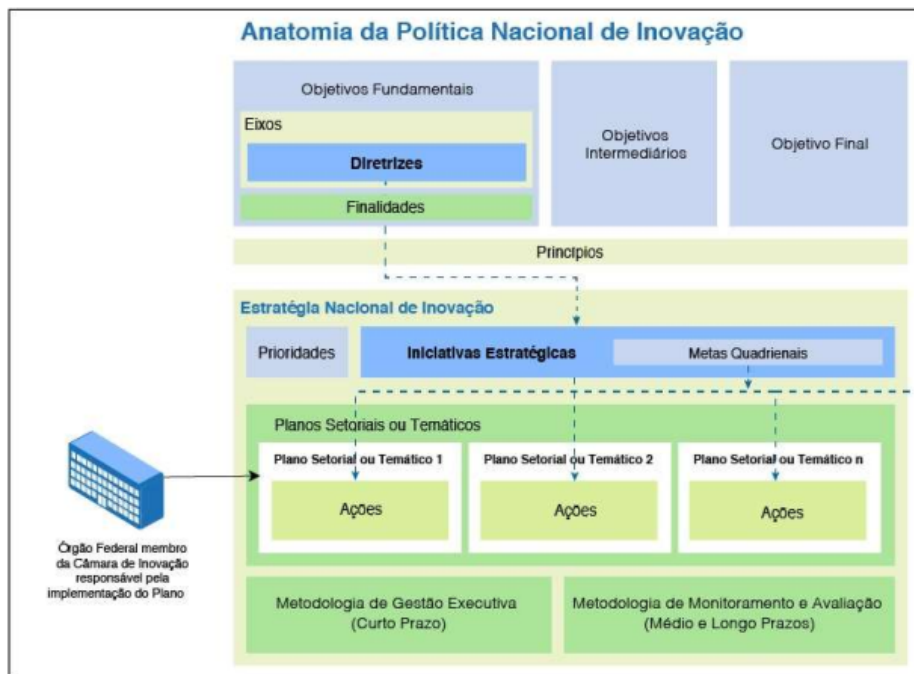 Anatomia da Política Nacional de Inovação
Objetivos Fundamentais
Eixos
Diretrizes
Finalidades
Objetivos
Intermediários
Objetivo Final
Princípios
Estratégia Nacional de Inovação
Prioridades
Iniciativas Estratégicas
Metas Quadrienais
Planos Setoriais ou Temáticos
Plano Setorial ou Temático 1
Ações
Plano Setorial ou Temático 2
Ações
Plano Setorial ou Temático n
Ações
Órgão Federal membro
da Câmara de Inovação
responsável pela
implementação do Plano
Metodologia de Gestão Executiva
(Curto Prazo)
Metodologia de Monitoramento e Avaliação
(Médio e Longo Prazos)